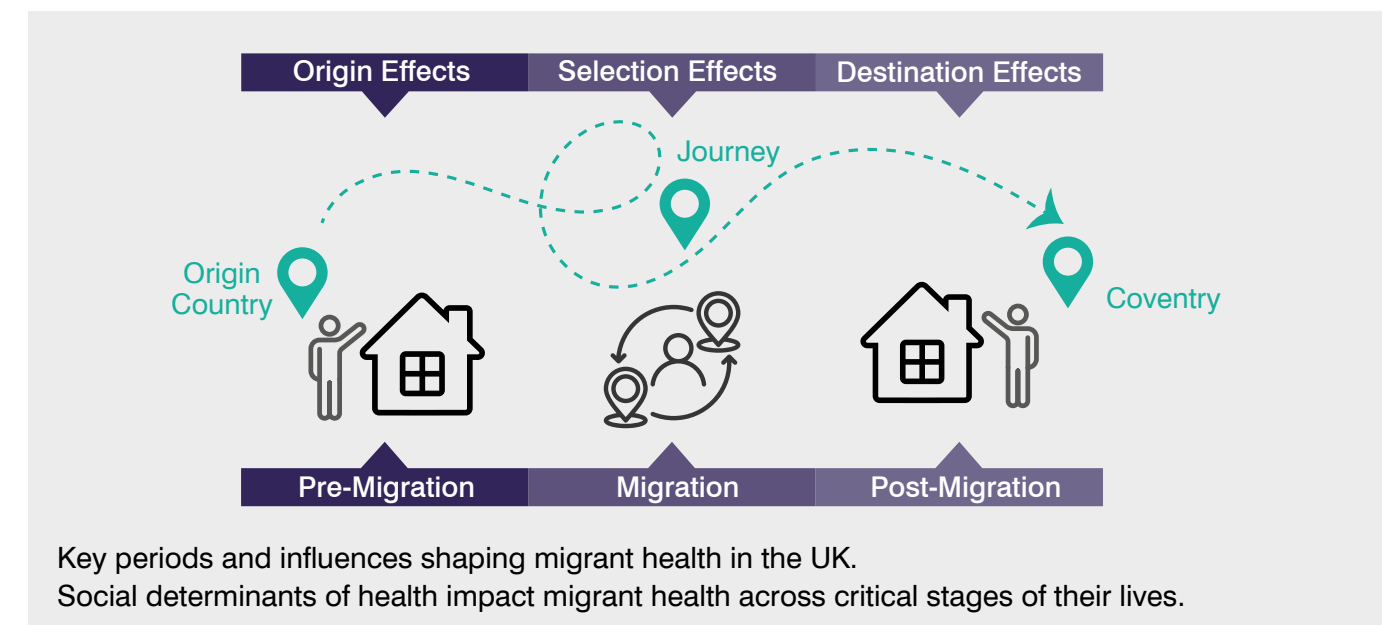 Origin Effects
Selection Effects
Destination Effects
Journey
Origin
Country
Coventry
Pre-Migration
Migration
Post-Migration
Key periods and influences shaping migrant health in the UK.
Social determinants of health impact migrant health across critical stages of their lives.